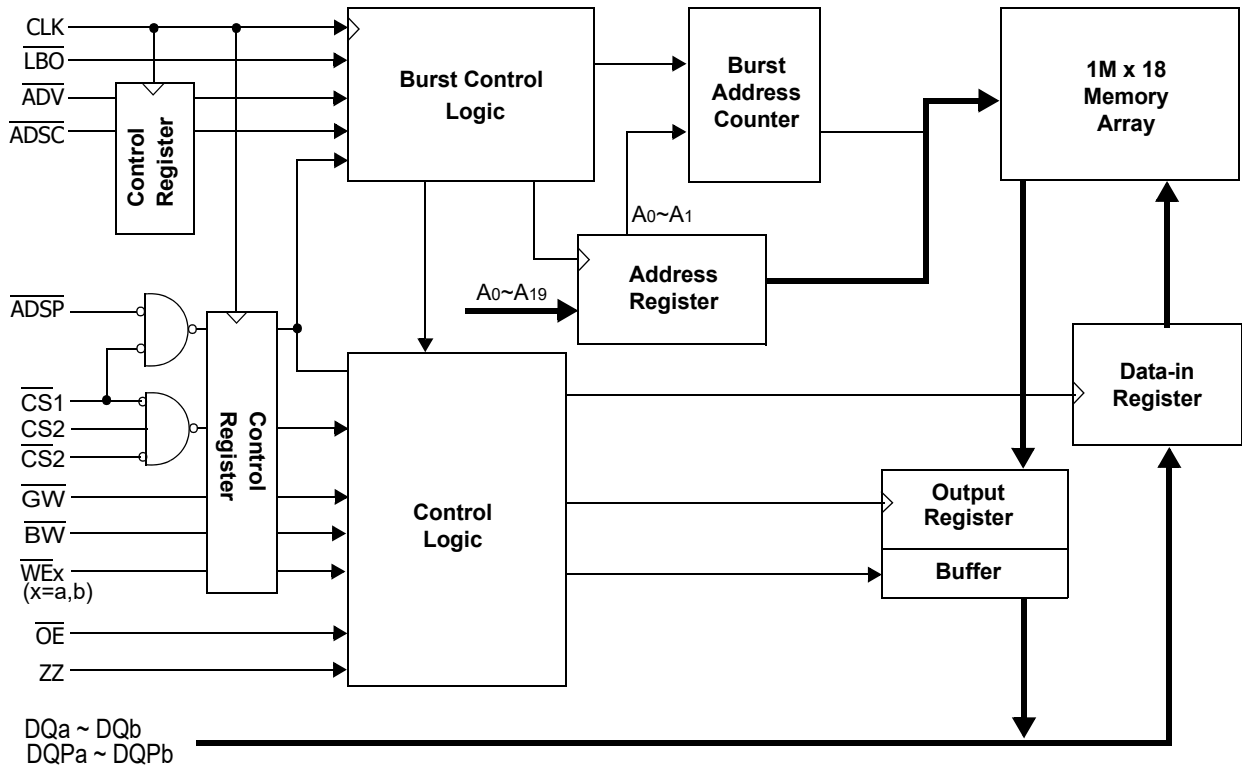 CLK
LBO
ADV
ADSC
Control
Register
Burst Control
Logic
Burst
Address
Counter
1M x 18
Memory
Array
A0~A1
Address
Register
A0~A19
ADSP
CS1
CS2
CS2
GW
BW
WEx
(x=a,b)
OE
ZZ
Control
Register
Control
Logic
Data-in
Register
Output
Register
Buffer
DQa ~ DQb
DQPa ~ DQPb